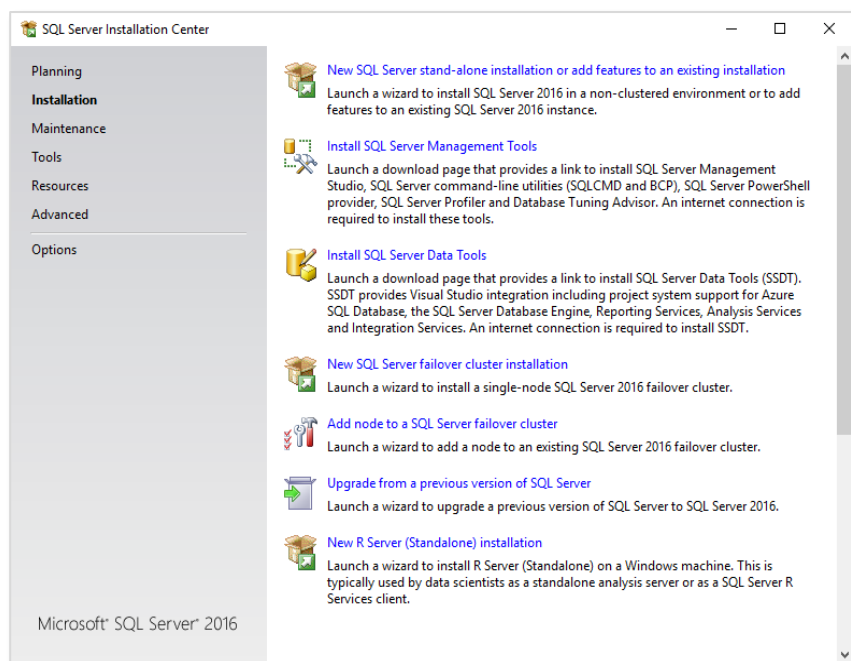 SQL Server Installation Center
Planning
Installation
Maintenance
Tools
Resources
Advanced
Options
Microsoft® SQL Server® 2016
New SQL Server stand-alone installation or add features to an existing installation
Launch a wizard to install SQL Server 2016 in a non-clustered environment or to add
features to an existing SQL Server 2016 instance.
Install SQL Server Management Tools
Launch a download page that provides a link to install SQL Server Management
Studio, SQL Server command-line utilities (SQLCMD and BCP), SQL Server PowerShell
provider, SQL Server Profiler and Database Tuning Advisor. An internet connection is
required to install these tools.
Install SQL Server Data Tools
Launch a download page that provides a link to install SQL Server Data Tools (SSDT).
SSDT provides Visual Studio integration including project system support for Azure
SQL Database, the SQL Server Database Engine, Reporting Services, Analysis Services
and Integration Services. An internet connection is required to install SSDT.
New SQL Server failover cluster installation
Launch a wizard to install a single-node SQL Server 2016 failover cluster.
Add node to a SQL Server failover cluster
Launch a wizard to add a node to an existing SQL Server 2016 failover cluster.
Upgrade from a previous version of SQL Server
Launch a wizard to upgrade a previous version of SQL Server to SQL Server 2016.
New R Server (Standalone) installation
Launch a wizard to install R Server (Standalone) on a Windows machine. This is
typically used by data scientists as a standalone analysis server or as a SQL Server R
Services client.